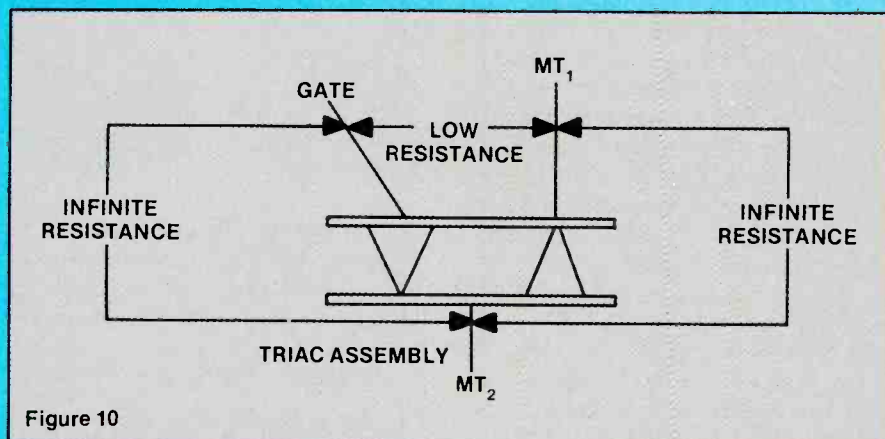 MT₁
GATE
LOW
RESISTANCE
INFINITE
RESISTANCE
INFINITE
RESISTANCE
TRIAC ASSEMBLY
MT₂
Figure 10